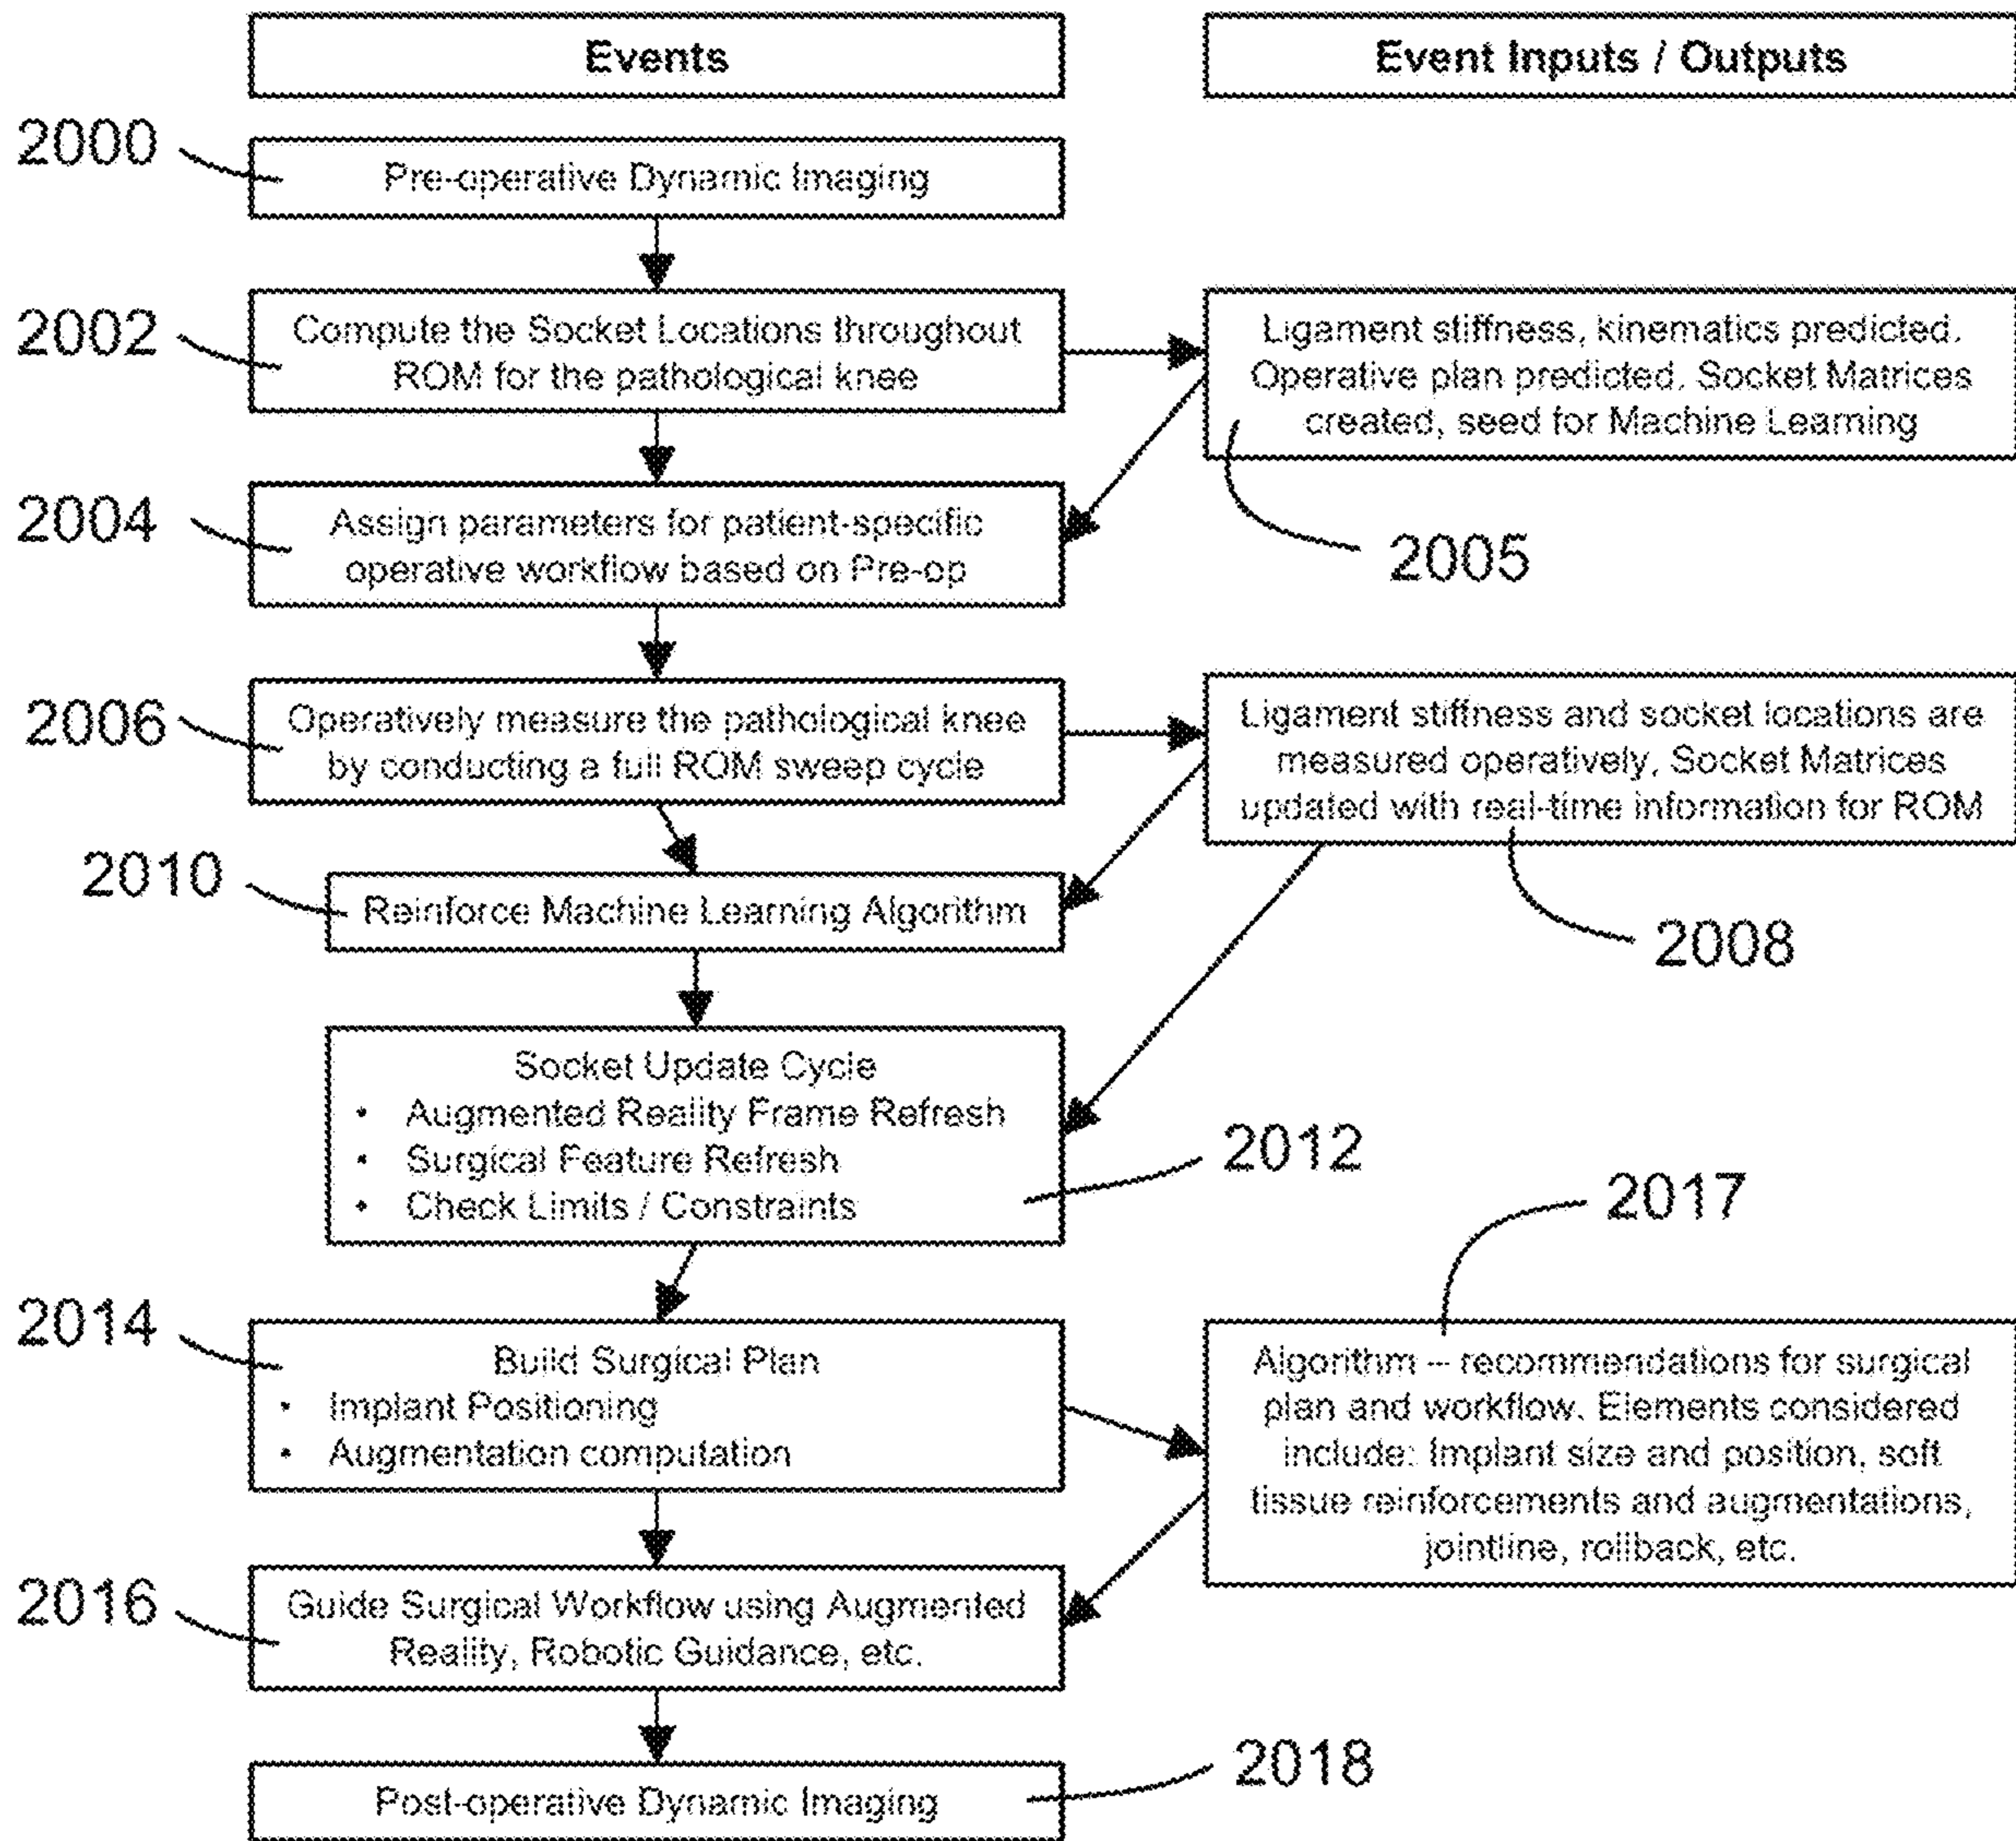 Events
Event Inputs / Outputs
2000
Pre-operative Dynamic Imaging
2002
Compute the Socket Locations throughout
ROM for the pathological knee
Ligament stiffness, kinematics predicted.
Operative plan predicted. Socket Matrices
created, seed for Machine Learning
2005
2004
Assign parameters for patient-specific
operative workflow based on Pre-op
2006
Operatively measure the pathological knee
by conducting a full ROM sweep cycle
Ligament stiffness and socket locations are
measured operatively, Socket Matrices
updated with real-time information for ROM
2008
2010
Reinforce Machine Learning Algorithm
Socket Update Cycle
• Augmented Reality Frame Refresh
• Surgical Feature Refresh
• Check Limits / Constraints
2012
2017
2014
Build Surgical Plan
• Implant Positioning
• Augmentation computation
Algorithm – recommendations for surgical
plan and workflow. Elements considered
include: Implant size and position, soft
tissue reinforcements and augmentations,
jointline, rollback, etc.
2016
Guide Surgical Workflow using Augmented
Reality, Robotic Guidance, etc.
2018
Post-operative Dynamic Imaging